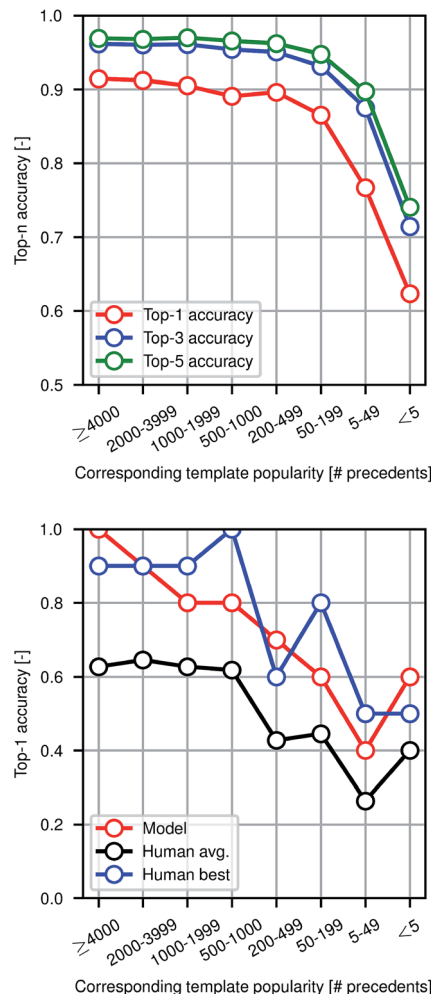 1.0
0.9
0.8
0.7
0.6
0.5
Top-n accuracy [-]
Top-1 accuracy
Top-3 accuracy
Top-5 accuracy
≥4000
2000-3999
1000-1999
500-1000
200-499
50-199
5-49
<5
Corresponding template popularity [# precedents]
1.0
0.8
0.6
0.4
0.2
0.0
Top-1 accuracy [-]
Model
Human avg.
Human best
≥4000
2000-3999
1000-1999
500-1000
200-499
50-199
5-49
<5
Corresponding template popularity [# precedents]